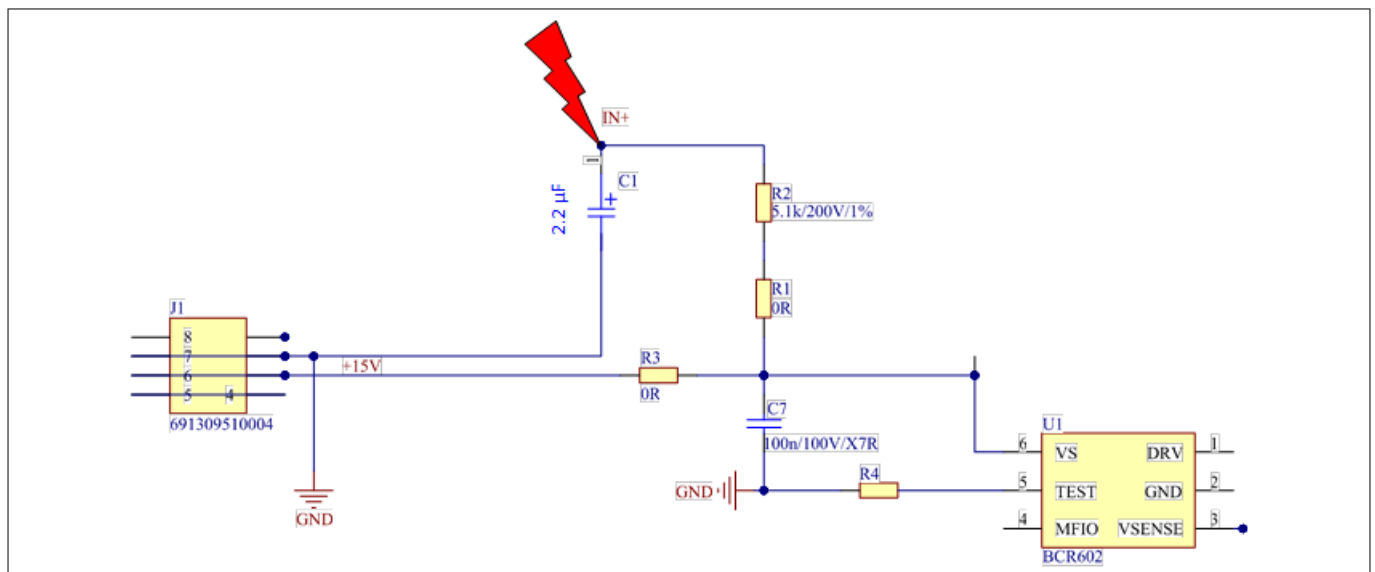 IN+
1
C1
+
2.2 µF
R2
5.1k/200V/1%
R1
0R
J1
8
7
6
5
4
691309510004
+15V
GND
R3
0R
C7
100n/100V/X7R
GND
R4
U1
6
VS
DRV
1
5
TEST
GND
2
4
MFIO
VSENSE
3
BCR602